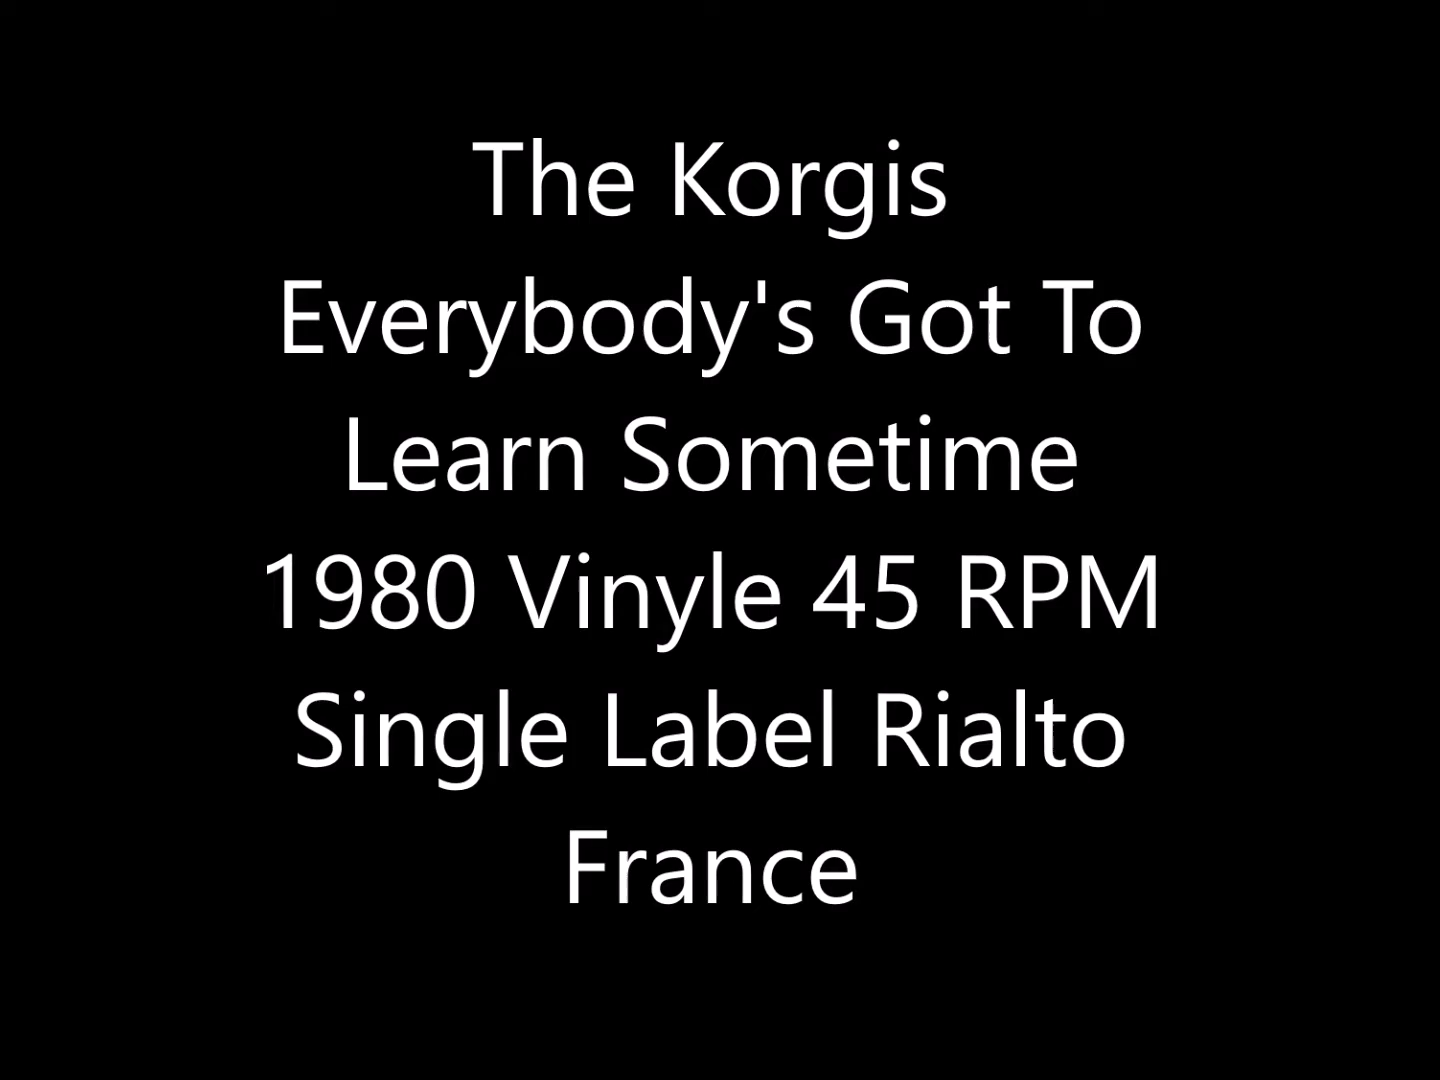 The Korgis
Everybody's Got To
Learn Sometime
1980 Vinyle 45 RPM
Single Label Rialto
France